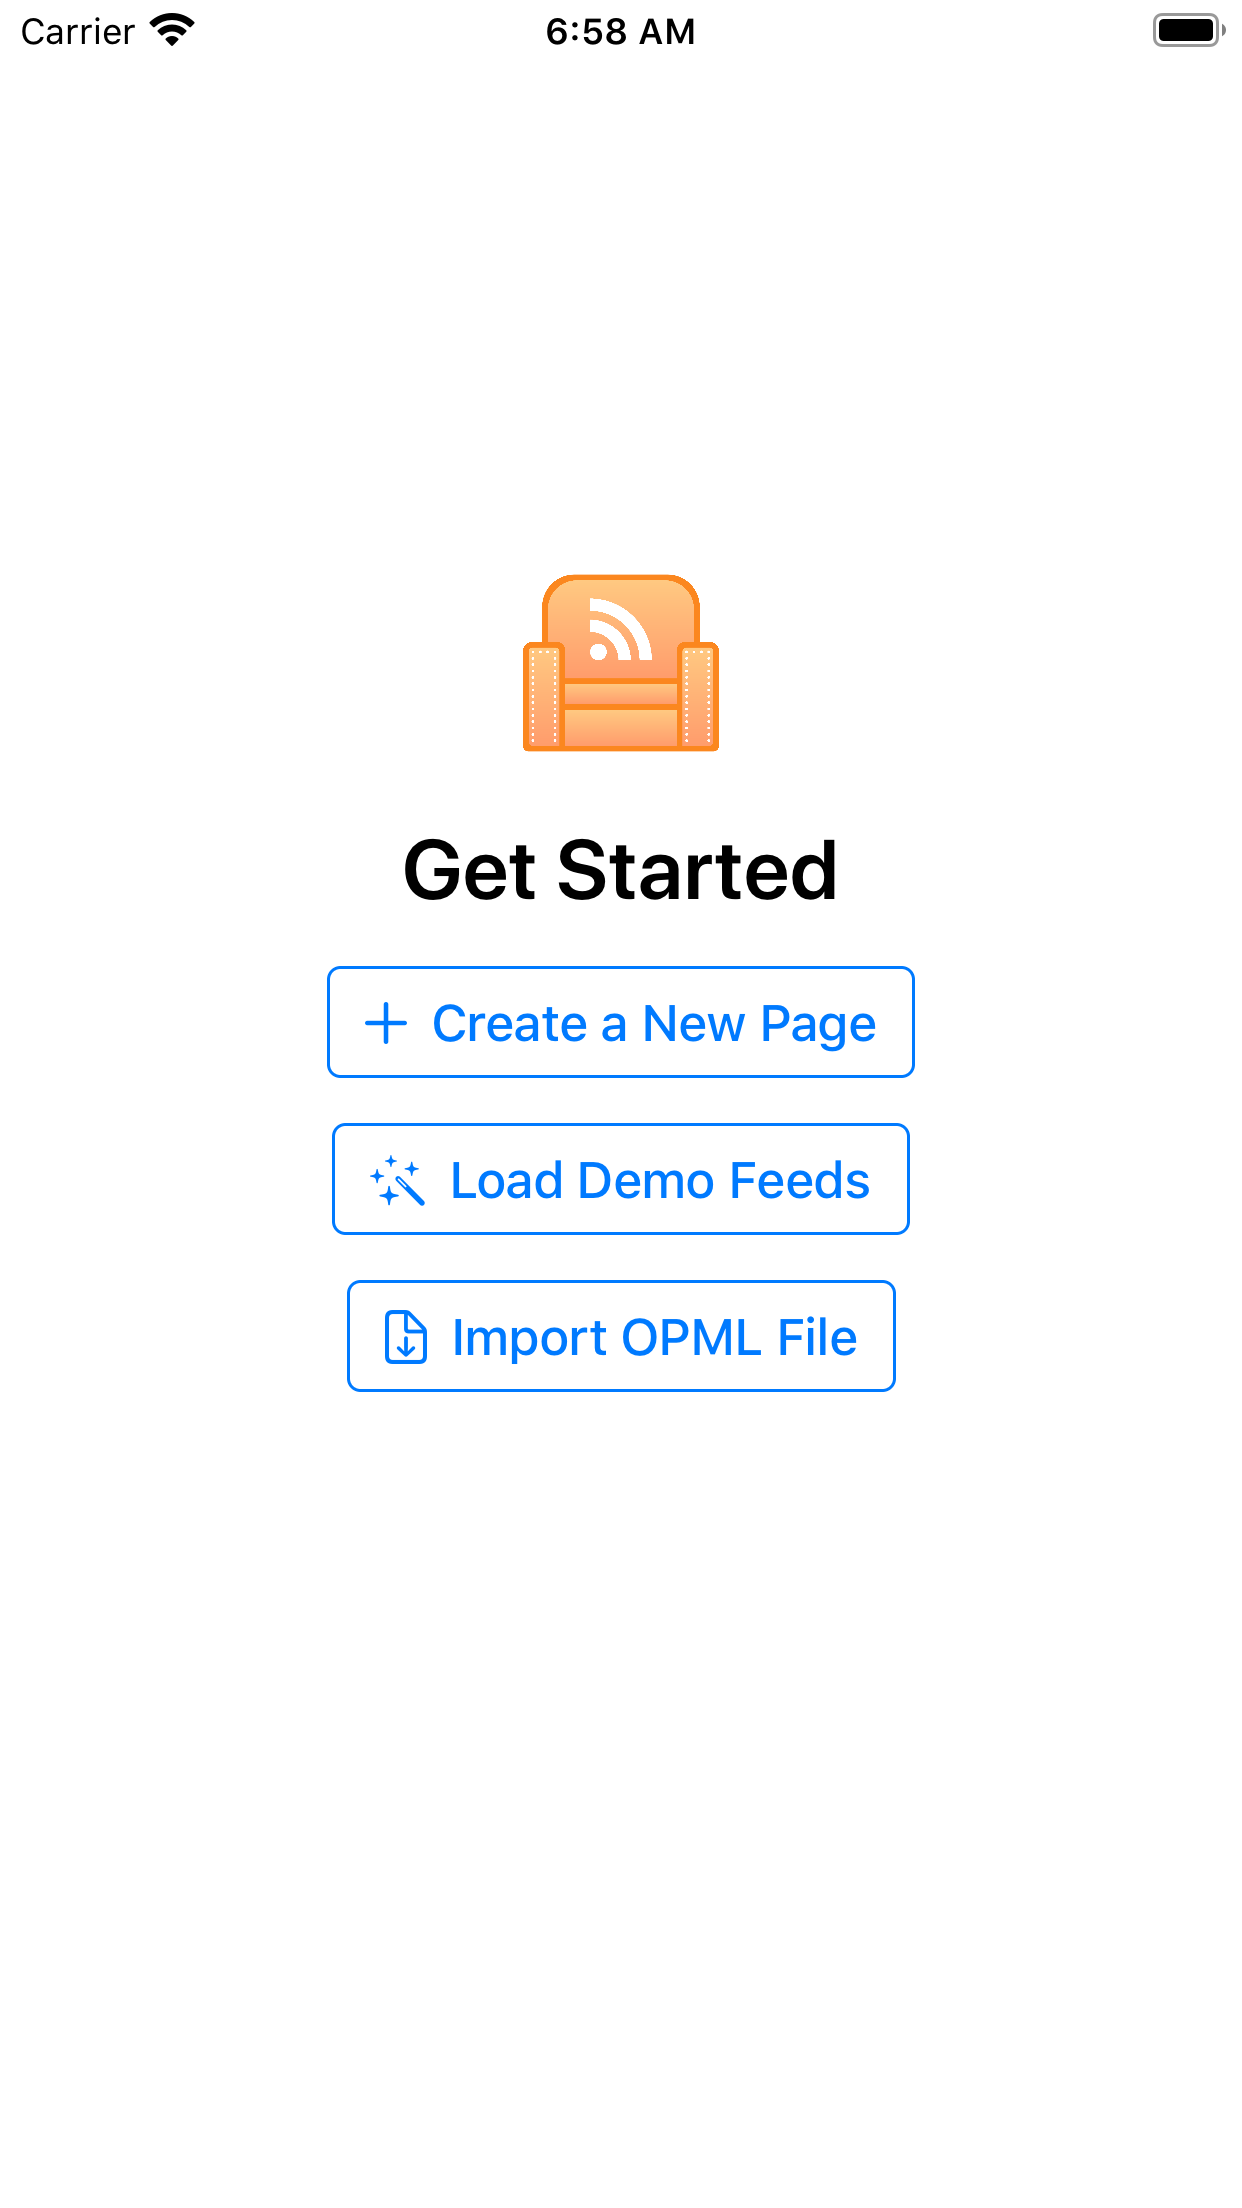 Carrier 6:58 AM
Get Started
Create a New Page
Load Demo Feeds
Import OPML File